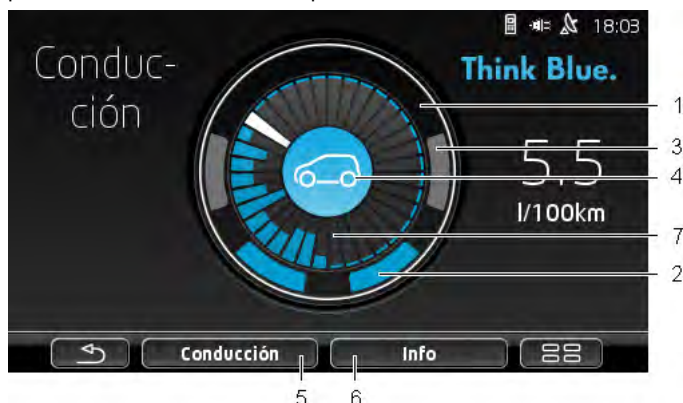 18:03
Conduc-
ción
Think Blue.
1
3
5.5
4
l/100km
7
2
Conducción
Info
5
6